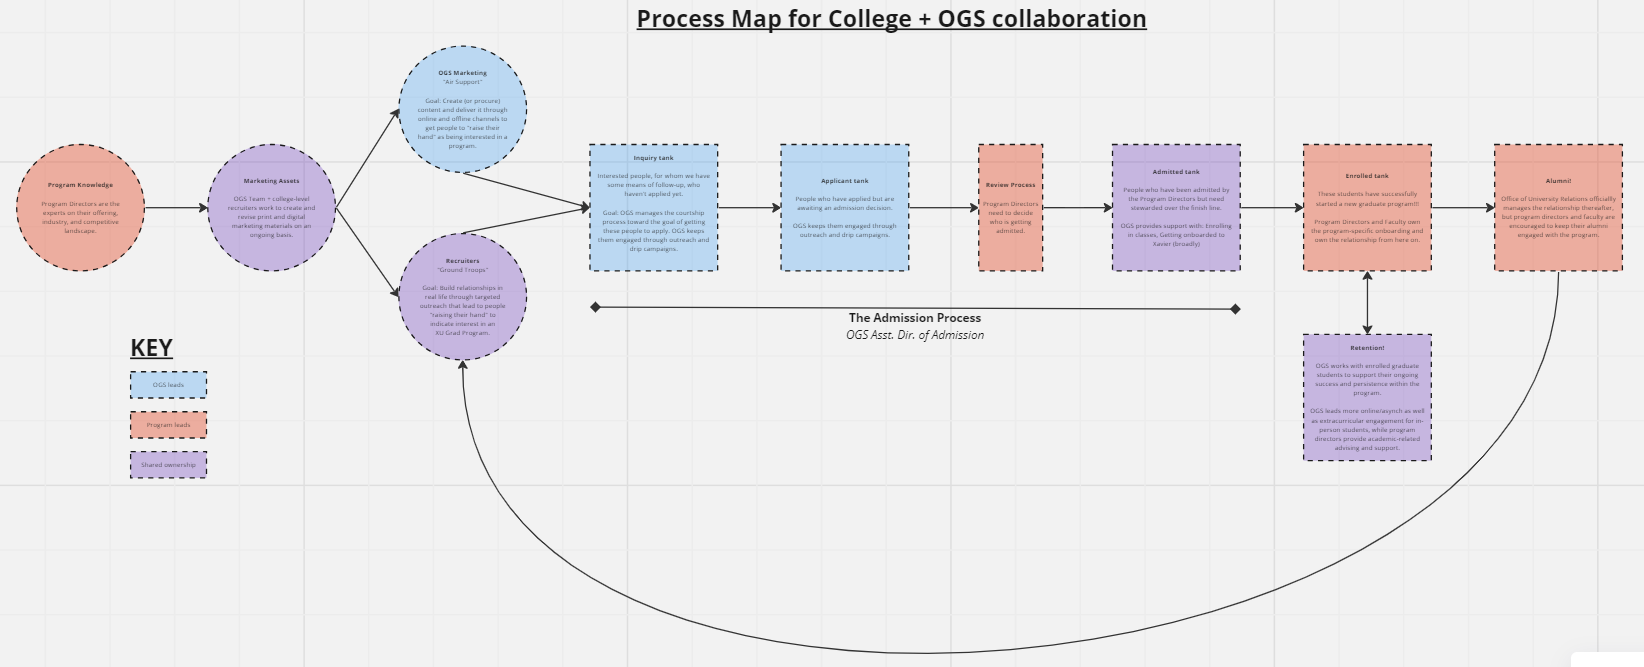 Process Map for College + OGS collaboration
Program Knowledge
Program Directors are the
experts on their offering,
industry, and competitive
landscape.
Marketing Assets
OGS Team + college-level
recruiters work to create and
revise print and digital
marketing materials on an
ongoing basis.
OGS Marketing
"Air Support"
Goal: Create (or procure)
content and deliver it through
online and offline channels to
get people to "raise their
hand" as being interested in a
program.
Recruiters
"Ground Troops"
Goal: Build relationships in
real life through targeted
outreach that lead to people
"raising their hand" to
indicate interest in an
XU Grad Program.
Inquiry tank
Interested people, for whom we have
some means of follow-up, who
haven't applied yet.
Goal: OGS manages the courtship
process toward the goal of getting
these people to apply. OGS keeps
them engaged through outreach and
drip campaigns.
Applicant tank
People who have applied but are
awaiting an admission decision.
OGS keeps them engaged through
outreach and drip campaigns.
Review Process
Program Directors
need to decide
who is getting
admitted.
Admitted tank
People who have been admitted by
the Program Directors but need
stewarded over the finish line.
OGS provides support with: Enrolling
in classes, Getting onboarded to
Xavier (broadly)
Enrolled tank
These students have successfully
started a new graduate program!!!
Program Directors and Faculty own
the program-specific onboarding and
own the relationship from here on.
Alumni!
Office of University Relations officially
manages the relationship thereafter,
but program directors and faculty are
encouraged to keep their alumni
engaged with the program.
The Admission Process
OGS Asst. Dir. of Admission
Retention!
OGS works with enrolled graduate
students to support their ongoing
success and persistence within the
program.
OGS leads more online/asynch as well
as extracurricular engagement for in-
person students, while program
directors provide academic-related
advising and support.
KEY
OGS leads
Program leads
Shared ownership